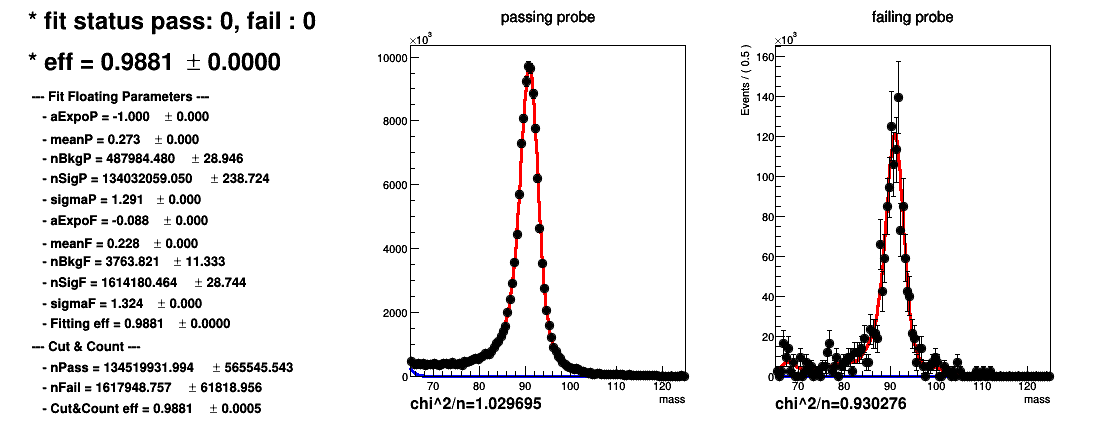 * fit status pass: 0, fail : 0
* eff = 0.9881 ± 0.0000
--- Fit Floating Parameters ---
- aExpoP = -1.000 ± 0.000
- meanP = 0.273 ± 0.000
- nBkgP = 487984.480 ± 28.946
- nSigP = 134032059.050 ± 238.724
- sigmaP = 1.291 ± 0.000
- aExpoF = -0.088 ± 0.000
- meanF = 0.228 ± 0.000
- nBkgF = 3763.821 ± 11.333
- nSigF = 1614180.464 ± 28.744
- sigmaF = 1.324 ± 0.000
- Fitting eff = 0.9881 ± 0.0000
--- Cut & Count ---
- nPass = 134519931.994 ± 565545.543
- nFail = 1617948.757 ± 61818.956
- Cut&Count eff = 0.9881 ± 0.0005
passing probe
×10³
10000
8000
6000
4000
2000
0
70 80 90 100 110 120
mass
chi^2/n=1.029695
failing probe
×10³
Events / ( 0.5 )
160
140
120
100
80
60
40
20
0
70 80 90 100 110 120
mass
chi^2/n=0.930276